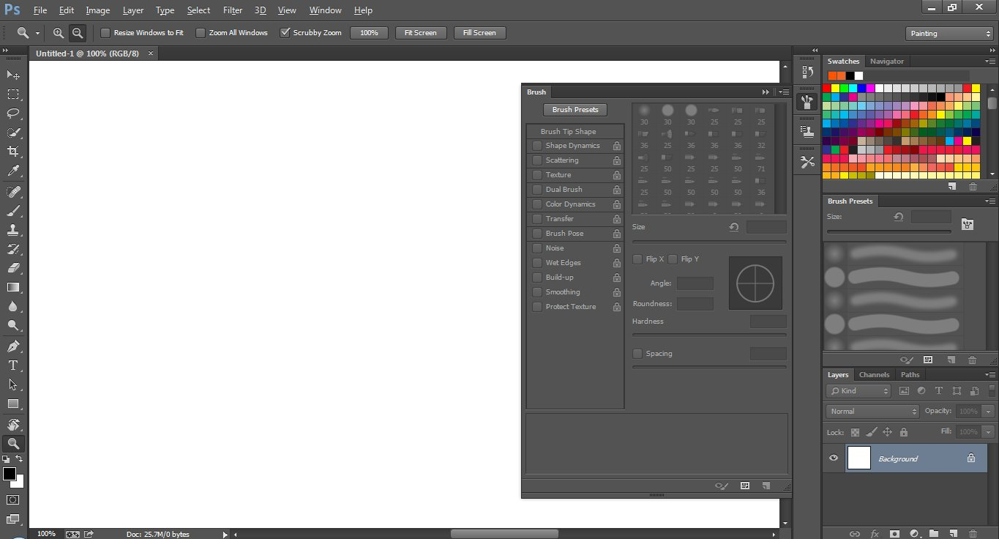 Ps File Edit Image Layer Type Select Filter 3D View Window Help
Resize Windows to Fit Zoom All Windows Scrubby Zoom 100% Fit Screen Fill Screen Painting
Untitled-1 @ 100% (RGB/8) ×
Swatches Navigator
Brush
Brush Presets
Brush Tip Shape
Shape Dynamics
Scattering
Texture
Dual Brush
Color Dynamics
Transfer
Brush Pose
Noise
Wet Edges
Build-up
Smoothing
Protect Texture
30 30 30 25 25 25
36 25 36 36 36 32
25 50 25 25 50 71
25 50 50 50 50 36
Size
Flip X Flip Y
Angle:
Roundness:
Hardness
Spacing
Brush Presets
Size:
Layers Channels Paths
Kind
Normal Opacity: 100%
Lock: Fill: 100%
Background
100% Doc: 25.7M/0 bytes